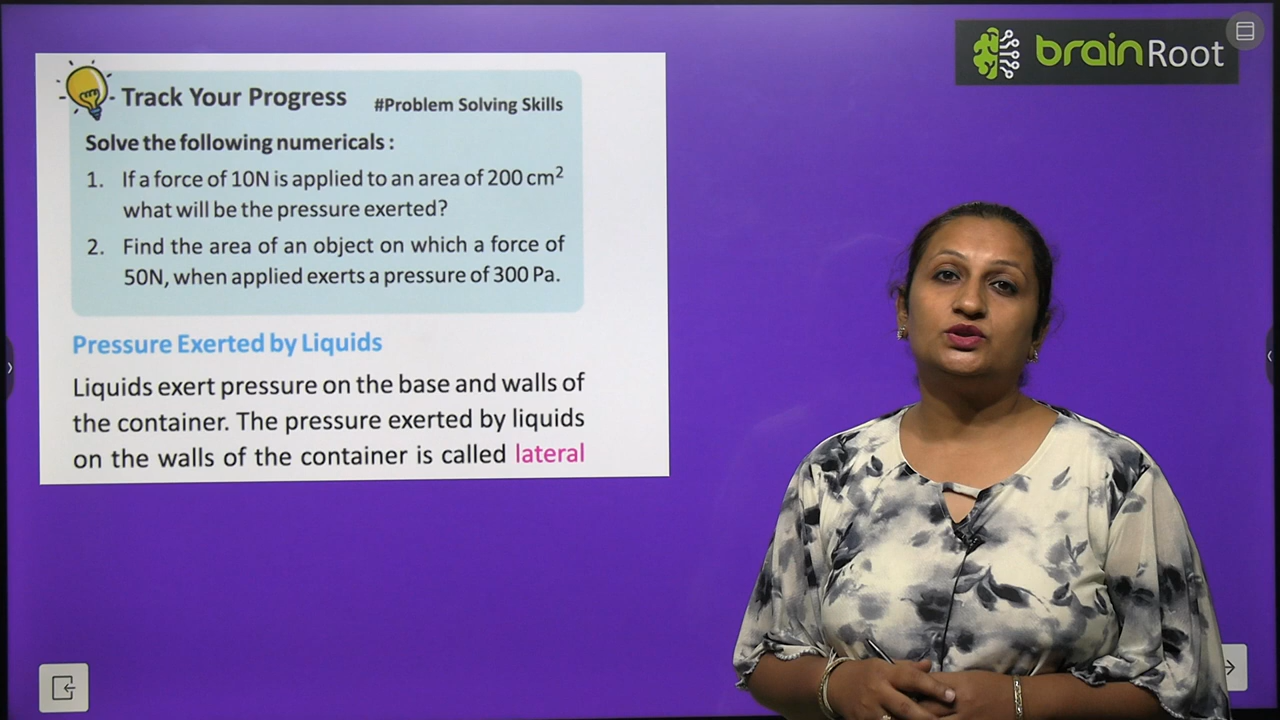 brainRoot
Track Your Progress #Problem Solving Skills
Solve the following numericals :
1. If a force of 10N is applied to an area of 200 cm²
what will be the pressure exerted?
2. Find the area of an object on which a force of
50N, when applied exerts a pressure of 300 Pa.
Pressure Exerted by Liquids
Liquids exert pressure on the base and walls of
the container. The pressure exerted by liquids
on the walls of the container is called lateral